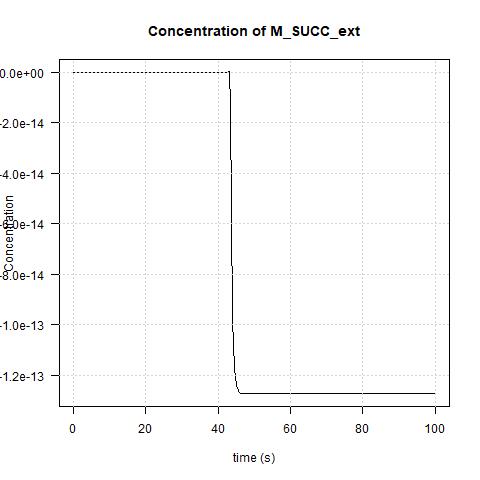 Concentration of M_SUCC_ext
0.0e+00
-2.0e-14
-4.0e-14
-6.0e-14
-8.0e-14
-1.0e-13
-1.2e-13
Concentration
0
20
40
60
80
100
time (s)